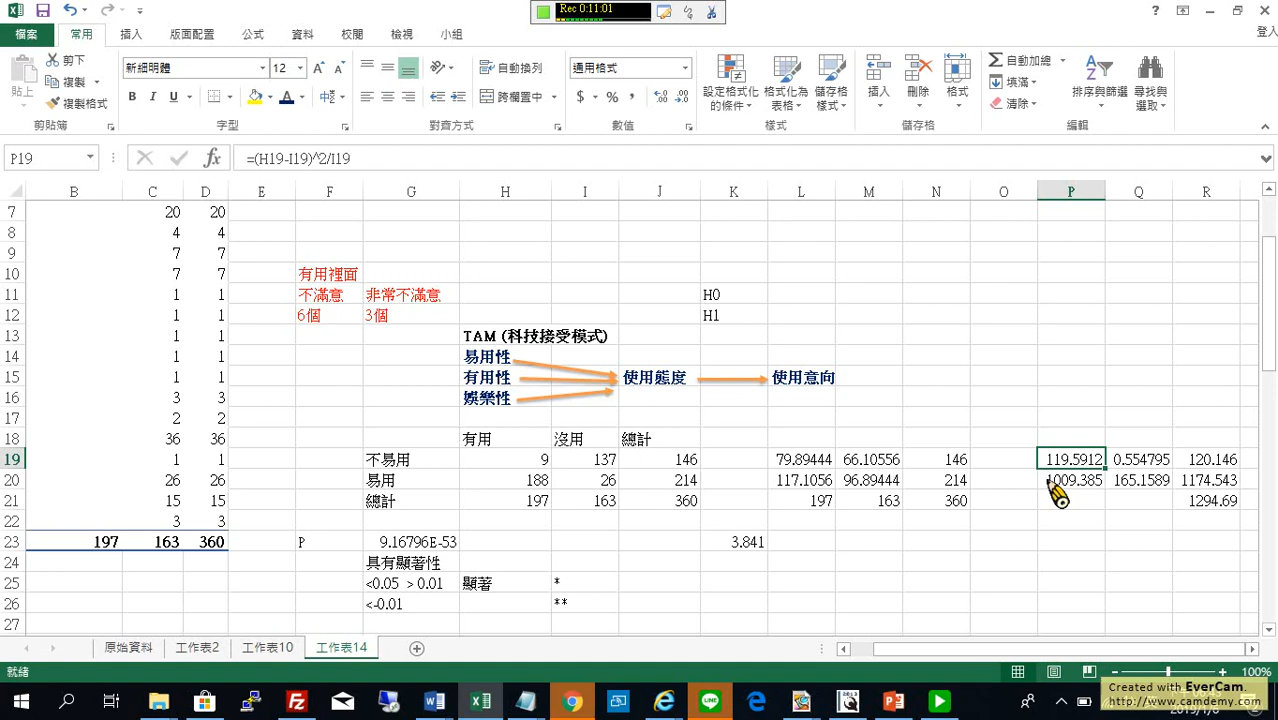 Rec 0:11:01
登入
檔案 常用 插入 版面配置 公式 資料 校閱 檢視 小組
貼上 剪下 複製 複製格式 剪貼簿
新細明體 12 B I U 字型
自動換列 跨欄置中 對齊方式
通用格式 $ % 數值
設定格式化的條件 格式化為表格 儲存格樣式 樣式
插入 刪除 格式 儲存格
自動加總 填滿 清除 排序與篩選 尋找與選取 編輯
P19 fx =(H19-I19)^2/I19
B C D E F G H I J K L M N O P Q R
7 20 20
8 4 4
9 7 7
10 7 7 有用裡面
11 1 1 不滿意 非常不滿意 H0
12 1 1 6個 3個 H1
13 1 1 TAM (科技接受模式)
14 1 1 易用性
15 1 1 有用性 使用態度 使用意向
16 3 3 娛樂性
17 2 2
18 36 36 有用 沒用 總計
19 1 1 不易用 9 137 146 79.89444 66.10556 146 119.5912 0.554795 120.146
20 26 26 易用 188 26 214 117.1056 96.89444 214 1009.385 165.1589 1174.543
21 15 15 總計 197 163 360 197 163 360 1294.69
22 3 3
23 197 163 360 P 9.16796E-53 3.841
24 具有顯著性
25 <0.05 > 0.01 顯著 *
26 <-0.01 **
27
原始資料 工作表2 工作表10 工作表14
就緒 100%
Created with EverCam.
http://www.camdemy.com